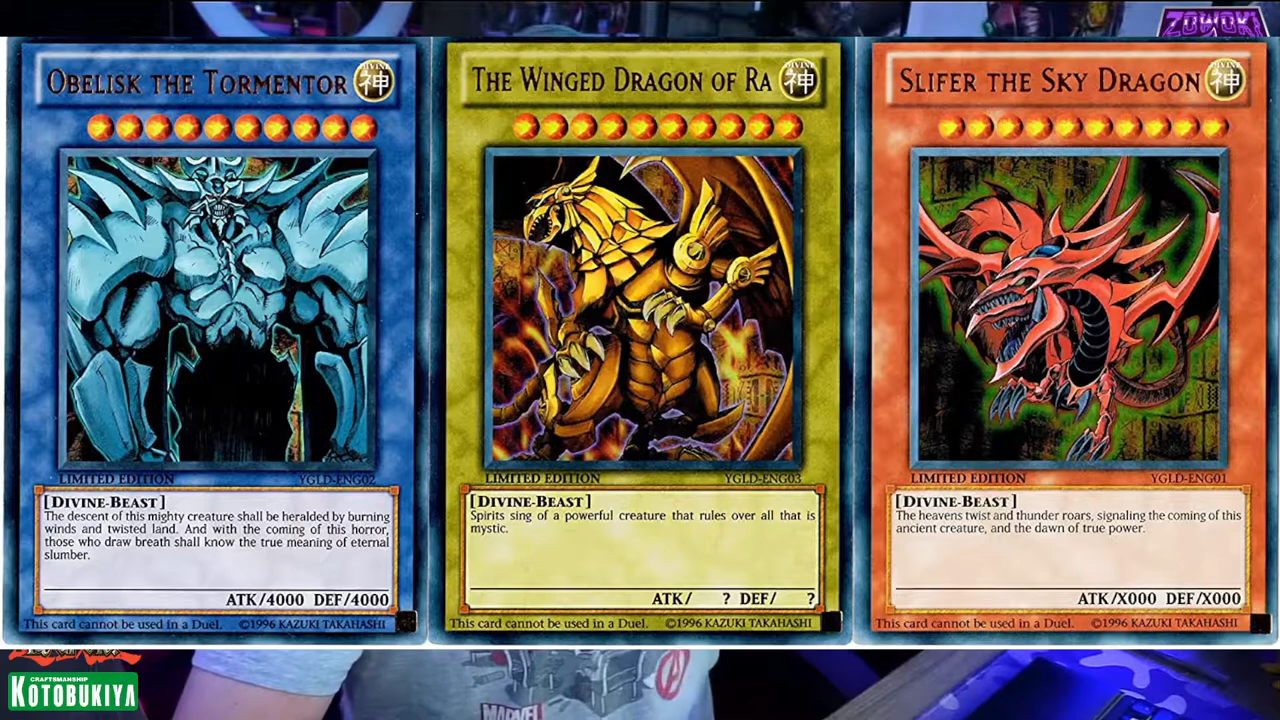 ZOWOKI
OBELISK THE TORMENTOR
DIVINE
神
THE WINGED DRAGON OF RA
DIVINE
神
SLIFER THE SKY DRAGON
DIVINE
神
LIMITED EDITION YGLD-ENG02
[DIVINE-BEAST]
The descent of this mighty creature shall be heralded by burning
winds and twisted land. And with the coming of this horror,
those who draw breath shall know the true meaning of eternal
slumber.
ATK/4000 DEF/4000
This card cannot be used in a Duel. ©1996 KAZUKI TAKAHASHI
LIMITED EDITION YGLD-ENG03
[DIVINE-BEAST]
Spirits sing of a powerful creature that rules over all that is
mystic.
ATK/ ? DEF/ ?
This card cannot be used in a Duel. ©1996 KAZUKI TAKAHASHI
LIMITED EDITION YGLD-ENG01
[DIVINE-BEAST]
The heavens twist and thunder roars, signaling the coming of this
ancient creature, and the dawn of true power.
ATK/X000 DEF/X000
This card cannot be used in a Duel. ©1996 KAZUKI TAKAHASHI
CRAFTSMANSHIP
KOTOBUKIYA
MARVEL